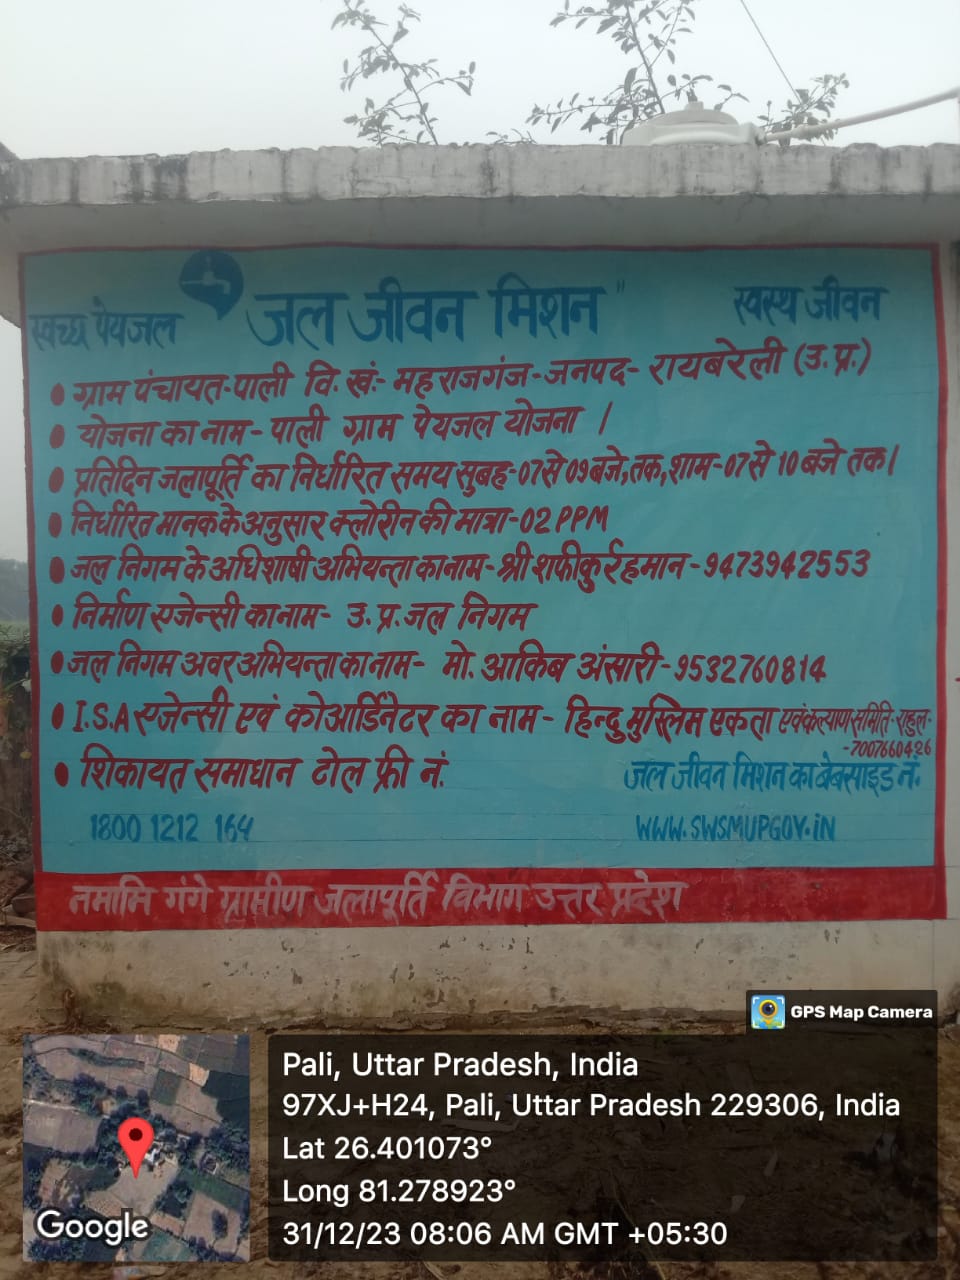 स्वच्छ पेयजल "जल जीवन मिशन" स्वस्थ जीवन
• ग्राम पंचायत-पाली वि. खं:- महराजगंज-जनपद- रायबरेली (उ.प्र.)
• योजना का नाम- पाली ग्राम पेयजल योजना ।
• प्रतिदिन जलापूर्ति का निर्धारित समय सुबह-07 से 09 बजे, तक, शाम-07 से 10 बजे तक।
• निर्धारित मानक के अनुसार क्लोरीन की मात्रा-02 PPM
• जल निगम के अधिशाषी अभियन्ता का नाम-श्री शफीकुर्रहमान-9473942553
• निर्माण एजेन्सी का नाम- उ.प्र. जल निगम
• जल निगम अवर अभियन्ता का नाम- मो. आकिब अंसारी-9532760814
• I.S.A एजेन्सी एवं कोआर्डिनेटर का नाम- हिन्दु मुस्लिम एकता एवं कल्याण समिति-राहुल-
-7007660426
• शिकायत समाधान टोल फ्री नं.
जल जीवन मिशन का बेबसाइड नं.
1800 1212 164 WWW.SWSMUPGOV.iN
नमामि गंगे ग्रामीण जलापूर्ति विभाग उत्तर प्रदेश
GPS Map Camera
Pali, Uttar Pradesh, India
97XJ+H24, Pali, Uttar Pradesh 229306, India
Lat 26.401073°
Long 81.278923°
31/12/23 08:06 AM GMT +05:30
Google